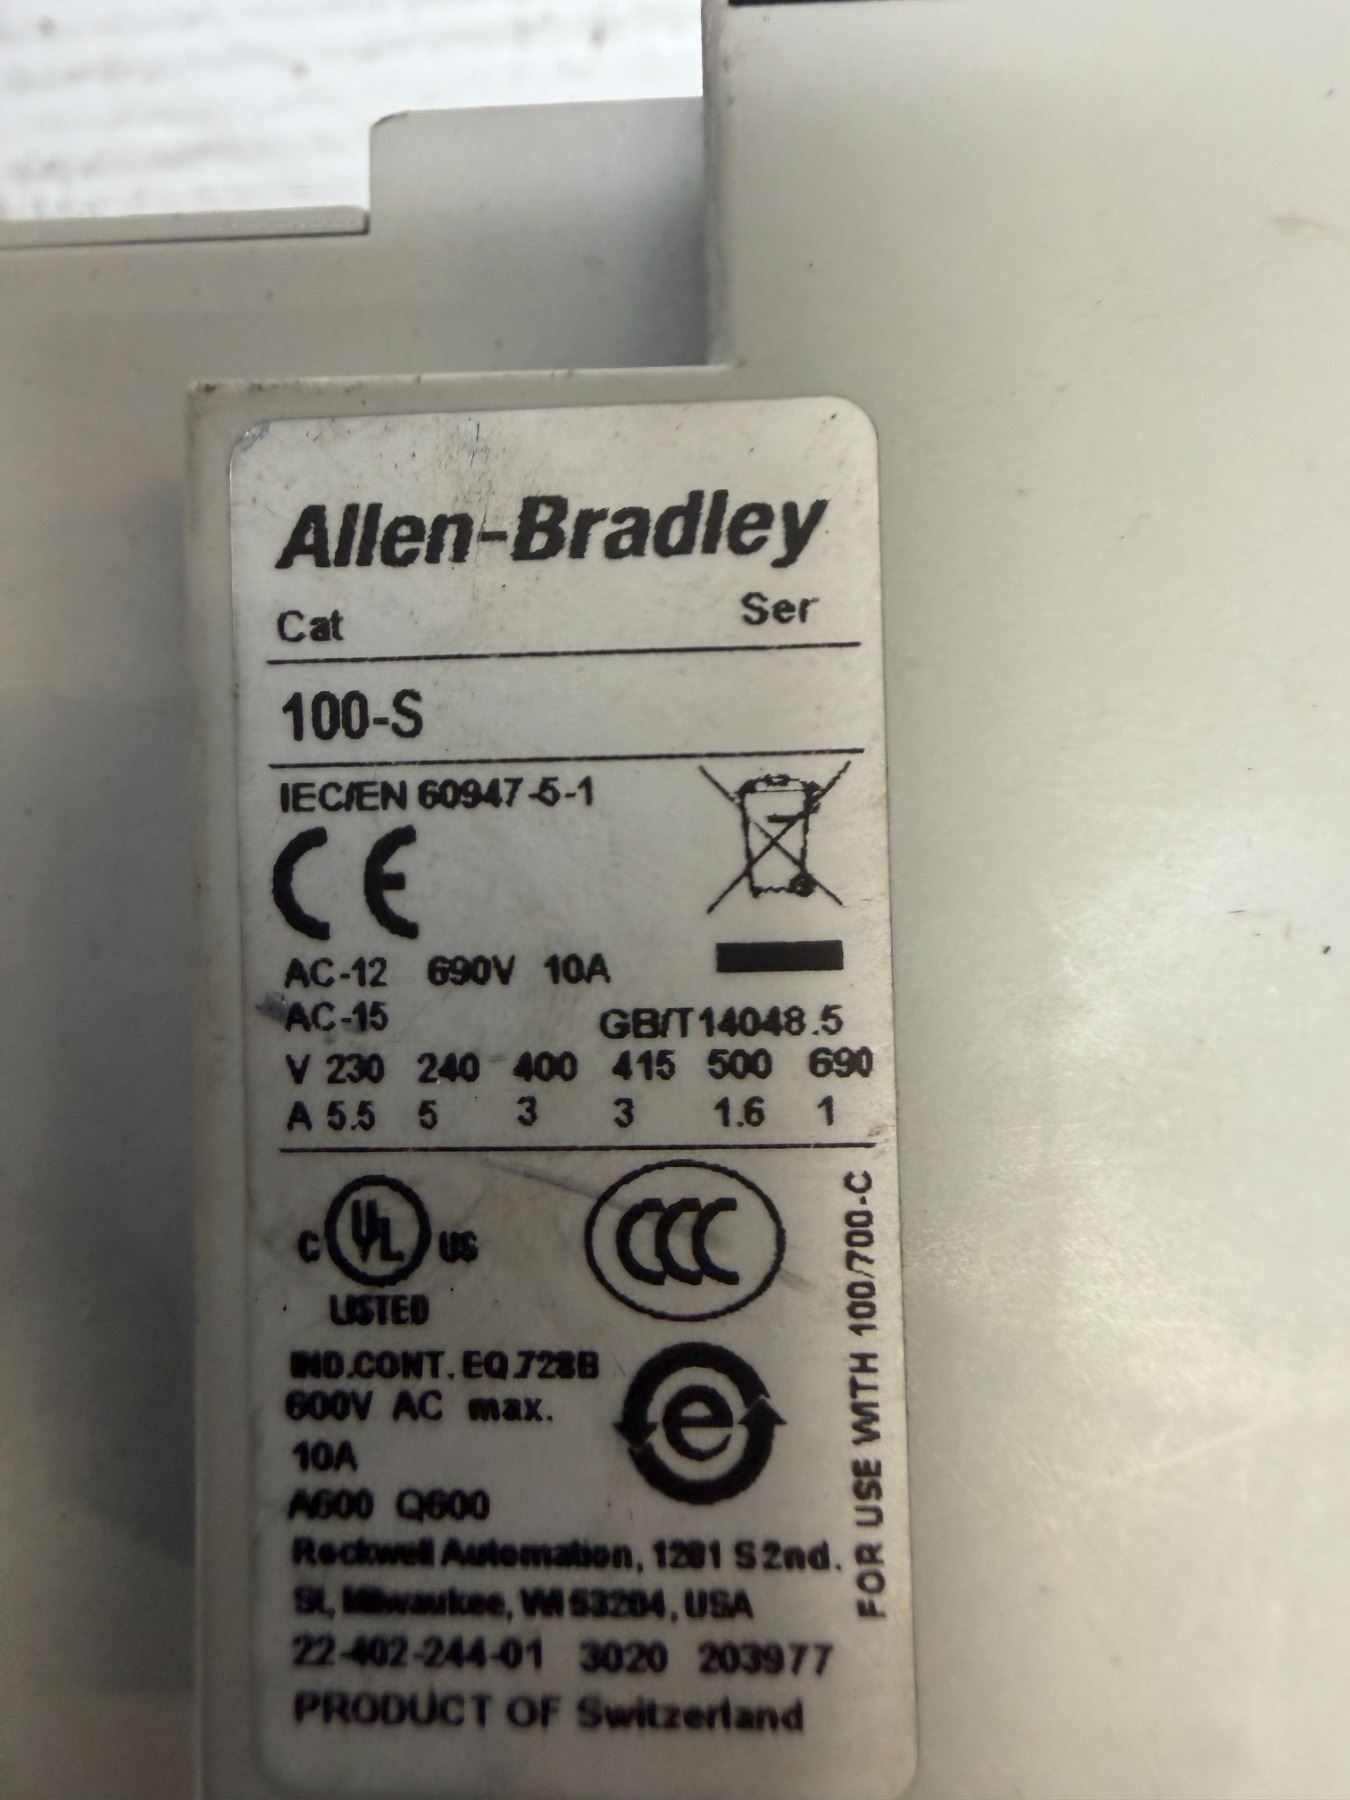 Allen-Bradley
Cat Ser
100-S
IEC/EN 60947-5-1
CE
AC-12 690V 10A
AC-15 GB/T14048.5
V 230 240 400 415 500 690
A 5.5 5 3 3 1.6 1
C UL US
LISTED
CCC
IND.CONT.EQ.728B
600V AC max.
e
10A
A600 Q600
Rockwell Automation, 1201 S 2nd.
St, Milwaukee, WI 53204, USA
22-402-244-01 3020 203977
PRODUCT OF Switzerland
FOR USE WITH 100/700-C